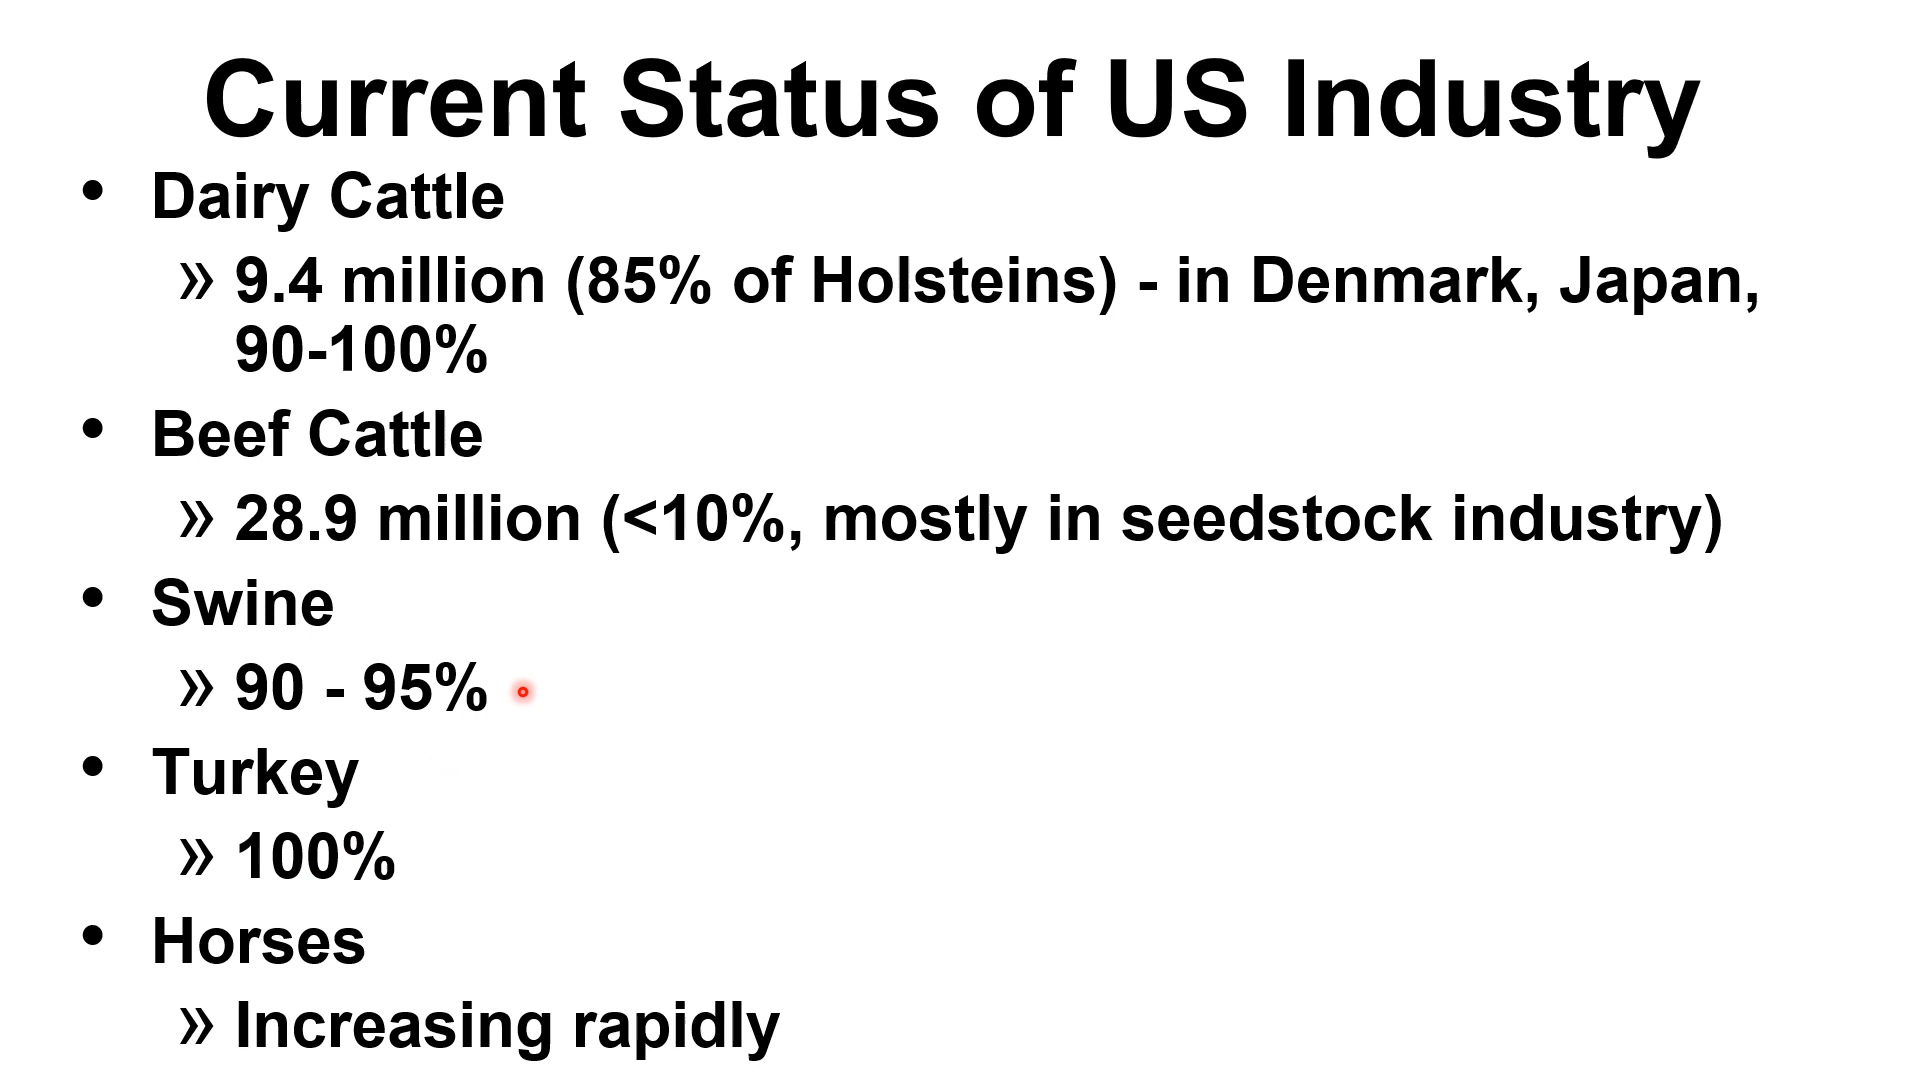 Current Status of US Industry
• Dairy Cattle
» 9.4 million (85% of Holsteins) - in Denmark, Japan,
90-100%
• Beef Cattle
» 28.9 million (<10%, mostly in seedstock industry)
• Swine
» 90 - 95%
• Turkey
» 100%
• Horses
» Increasing rapidly